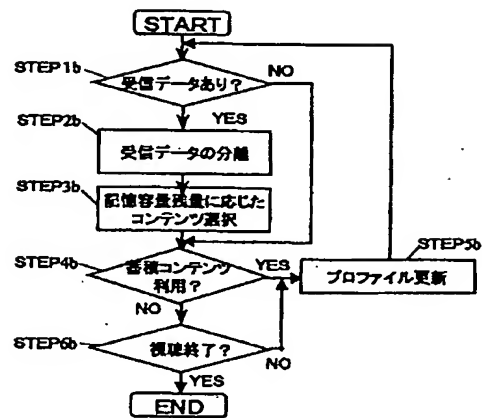 START
STEP1b
受信データあり?
NO
YES
STEP2b
受信データの分離
STEP3b
記憶容量残量に応じた
コンテンツ選択
STEP4b
蓄積コンテンツ
利用?
YES
STEP5b
プロファイル更新
NO
STEP6b
視聴終了?
NO
YES
END